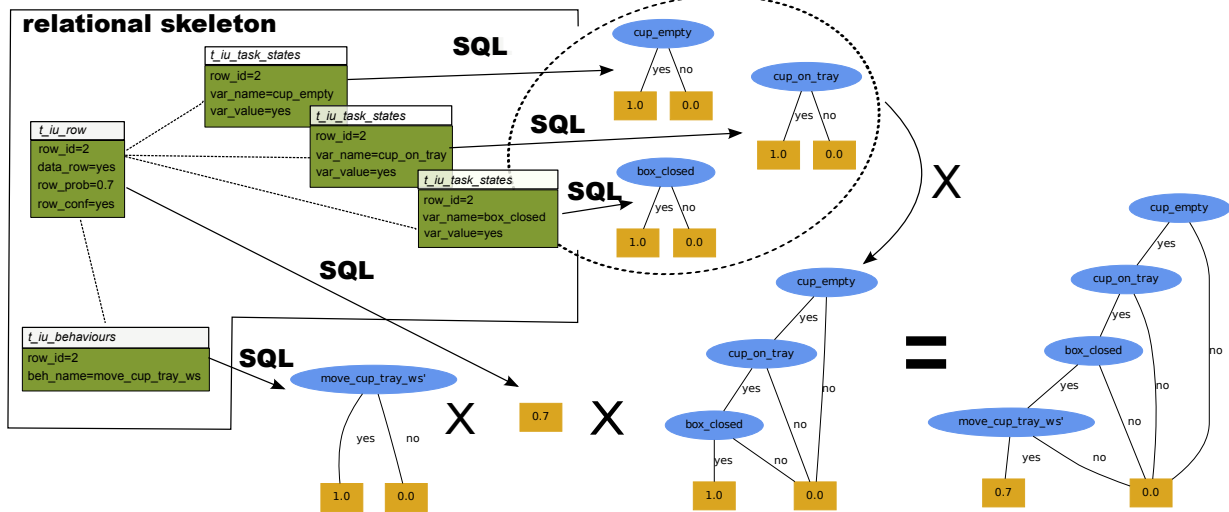 relational skeleton
t_iu_task_states
row_id=2
var_name=cup_empty
var_value=yes
SQL
t_iu_task_states
row_id=2
var_name=cup_on_tray
var_value=yes
SQL
t_iu_task_states
row_id=2
var_name=box_closed
var_value=yes
SQL
t_iu_row
row_id=2
data_row=yes
row_prob=0.7
row_conf=yes
SQL
t_iu_behaviours
row_id=2
beh_name=move_cup_tray_ws
SQL
cup_empty
yes no
1.0 0.0
cup_on_tray
yes no
1.0 0.0
box_closed
yes no
1.0 0.0
X
move_cup_tray_ws'
yes no
1.0 0.0
X
0.7
X
cup_empty
yes
cup_on_tray
no
yes
box_closed
no
yes no
1.0 0.0
=
cup_empty
yes
cup_on_tray
yes
no
box_closed
yes no
move_cup_tray_ws'
no
yes no
0.7 0.0